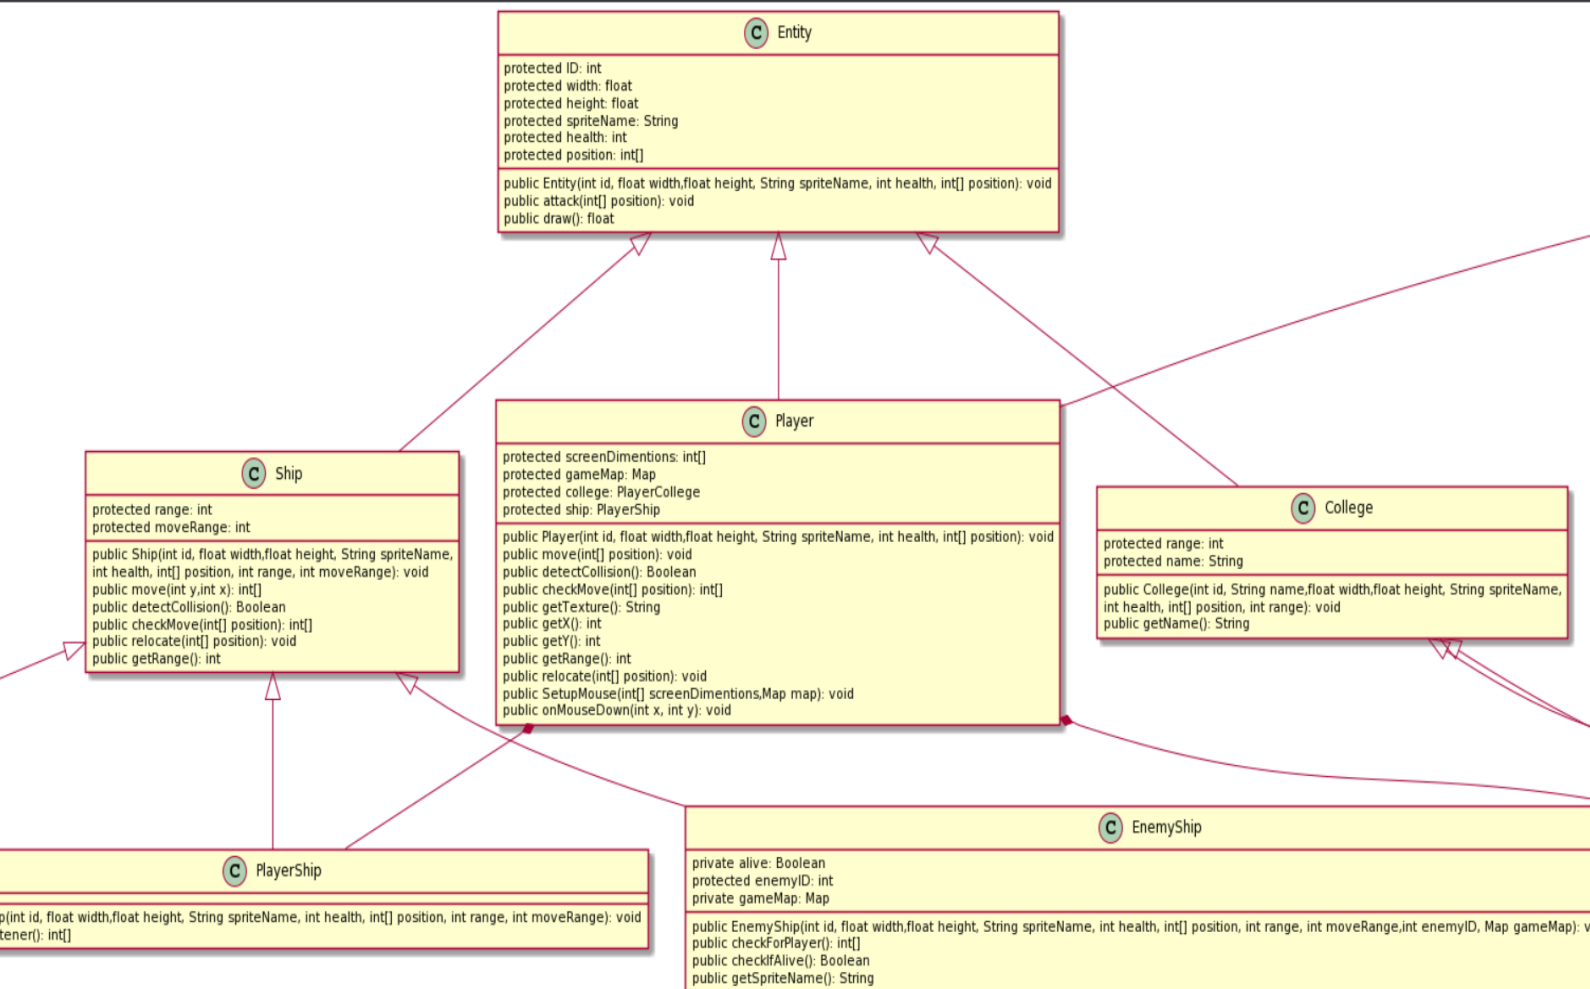 C Entity
protected ID: int
protected width: float
protected height: float
protected spriteName: String
protected health: int
protected position: int[]
public Entity(int id, float width,float height, String spriteName, int health, int[] position): void
public attack(int[] position): void
public draw(): float
C Player
protected screenDimentions: int[]
protected gameMap: Map
protected college: PlayerCollege
protected ship: PlayerShip
public Player(int id, float width,float height, String spriteName, int health, int[] position): void
public move(int[] position): void
public detectCollision(): Boolean
public checkMove(int[] position): int[]
public getTexture(): String
public getX(): int
public getY(): int
public getRange(): int
public relocate(int[] position): void
public SetupMouse(int[] screenDimentions,Map map): void
public onMouseDown(int x, int y): void
C Ship
protected range: int
protected moveRange: int
public Ship(int id, float width,float height, String spriteName,
int health, int[] position, int range, int moveRange): void
public move(int y,int x): int[]
public detectCollision(): Boolean
public checkMove(int[] position): int[]
public relocate(int[] position): void
public getRange(): int
C College
protected range: int
protected name: String
public College(int id, String name,float width,float height, String spriteName,
int health, int[] position, int range): void
public getName(): String
C PlayerShip
p(int id, float width,float height, String spriteName, int health, int[] position, int range, int moveRange): void
tener(): int[]
C EnemyShip
private alive: Boolean
protected enemyID: int
private gameMap: Map
public EnemyShip(int id, float width,float height, String spriteName, int health, int[] position, int range, int moveRange,int enemyID, Map gameMap): v
public checkForPlayer(): int[]
public checkIfAlive(): Boolean
public getSpriteName(): String